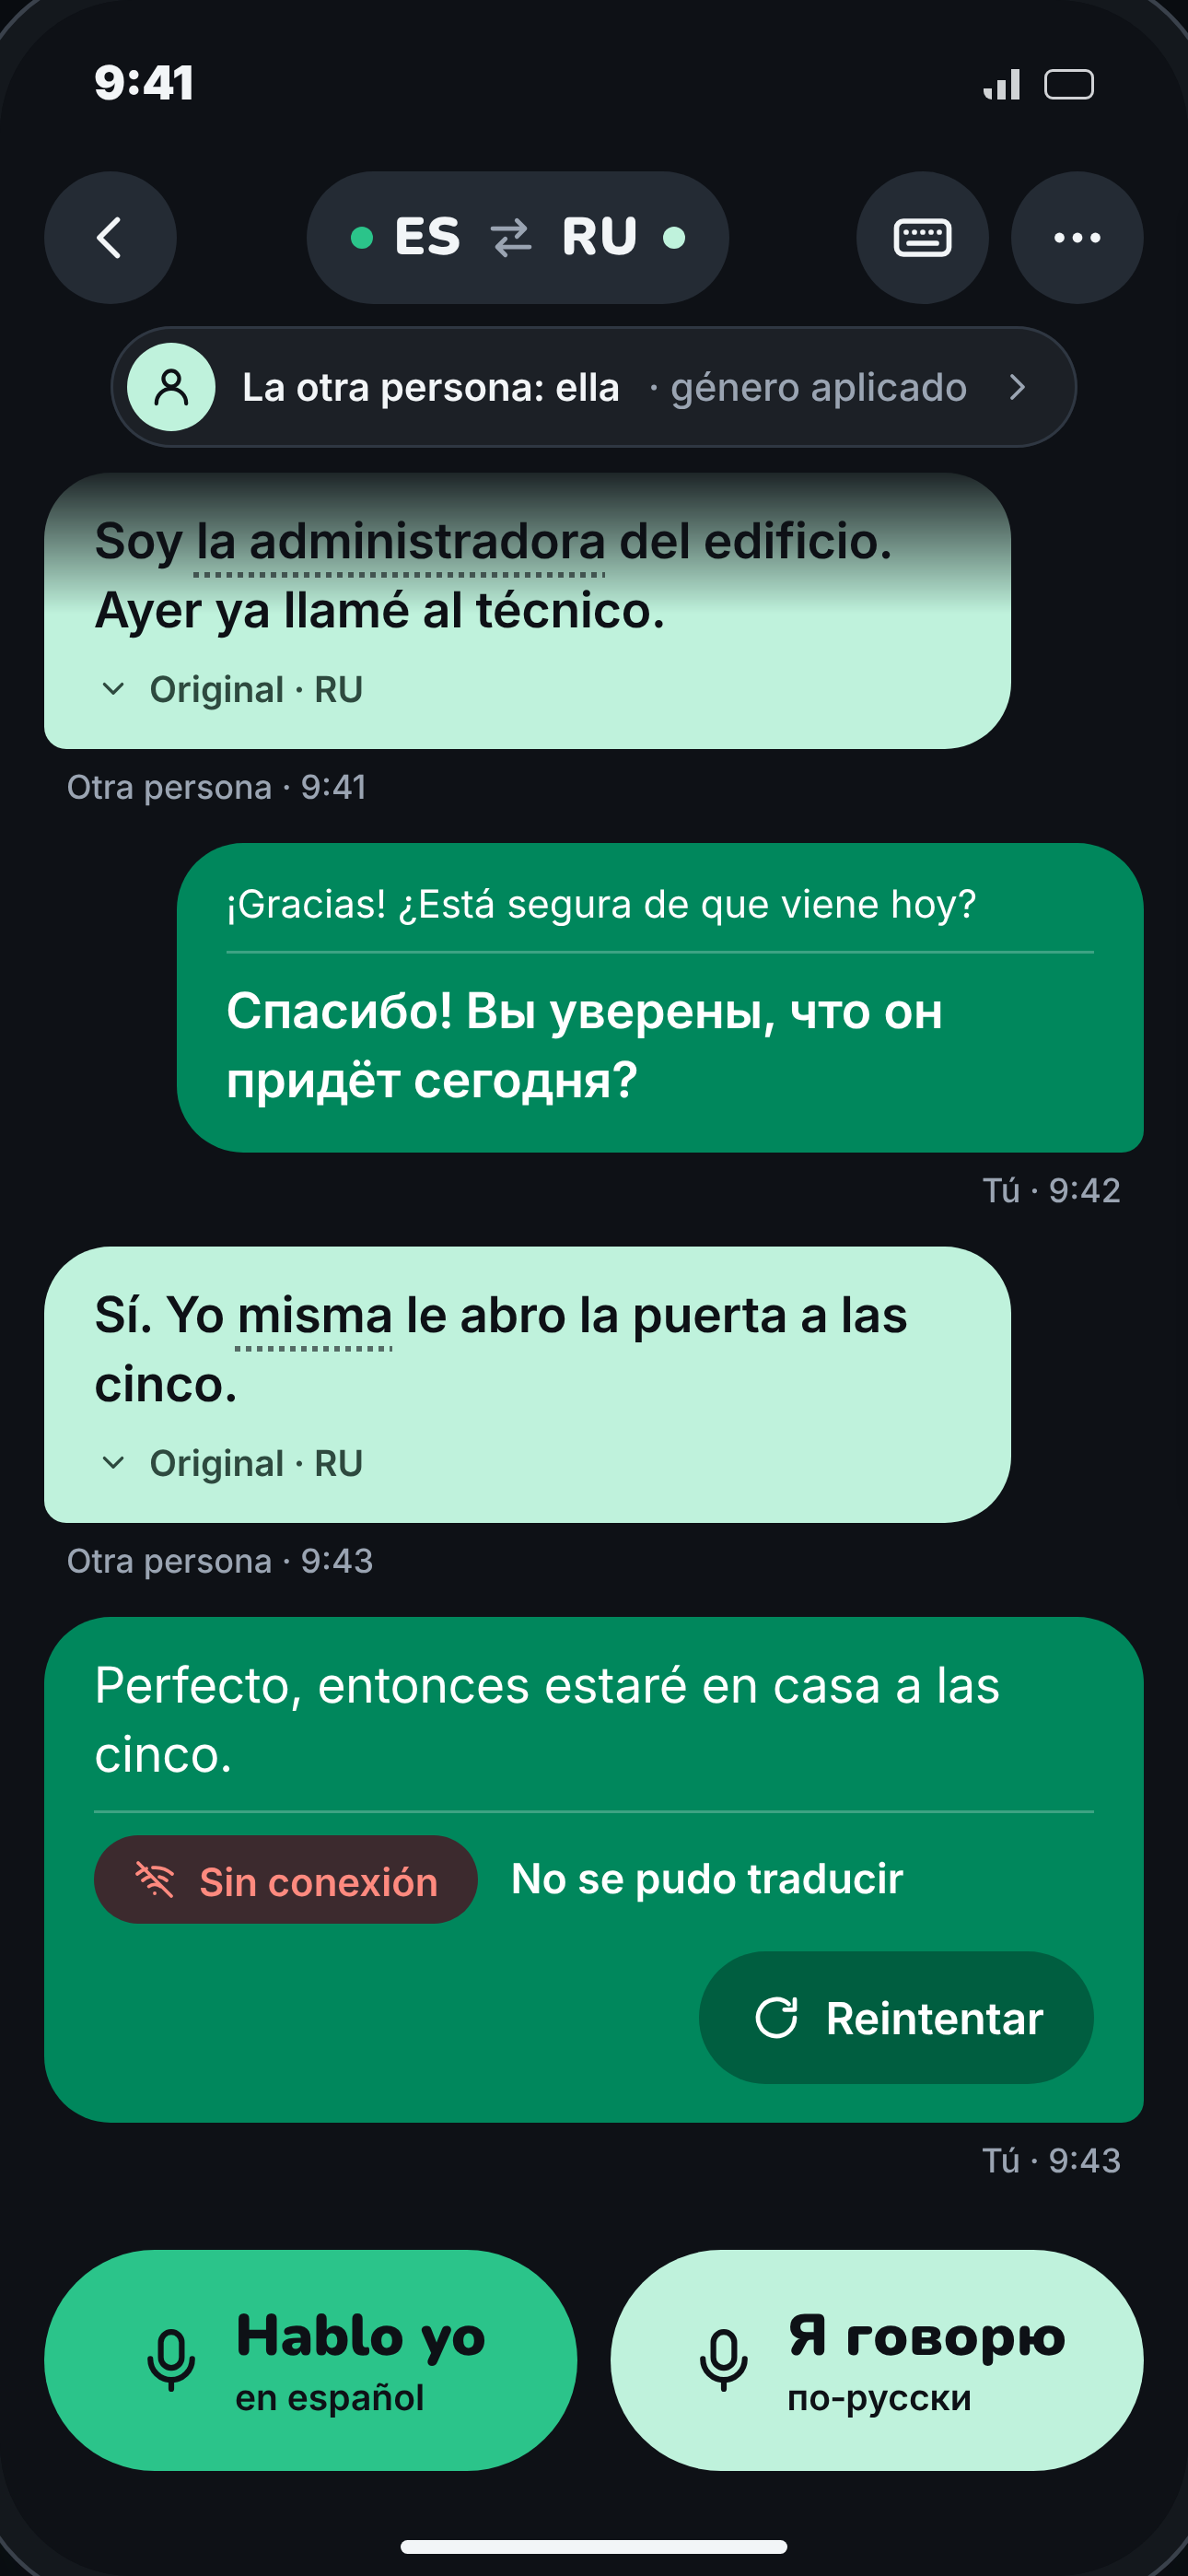 9:41
ES RU
La otra persona: ella · género aplicado
Soy la administradora del edificio.
Ayer ya llamé al técnico.
Original · RU
Otra persona · 9:41
¡Gracias! ¿Está segura de que viene hoy?
Спасибо! Вы уверены, что он
придёт сегодня?
Tú · 9:42
Sí. Yo misma le abro la puerta a las
cinco.
Original · RU
Otra persona · 9:43
Perfecto, entonces estaré en casa a las
cinco.
Sin conexión No se pudo traducir
Reintentar
Tú · 9:43
Hablo yo
en español
Я говорю
по-русски